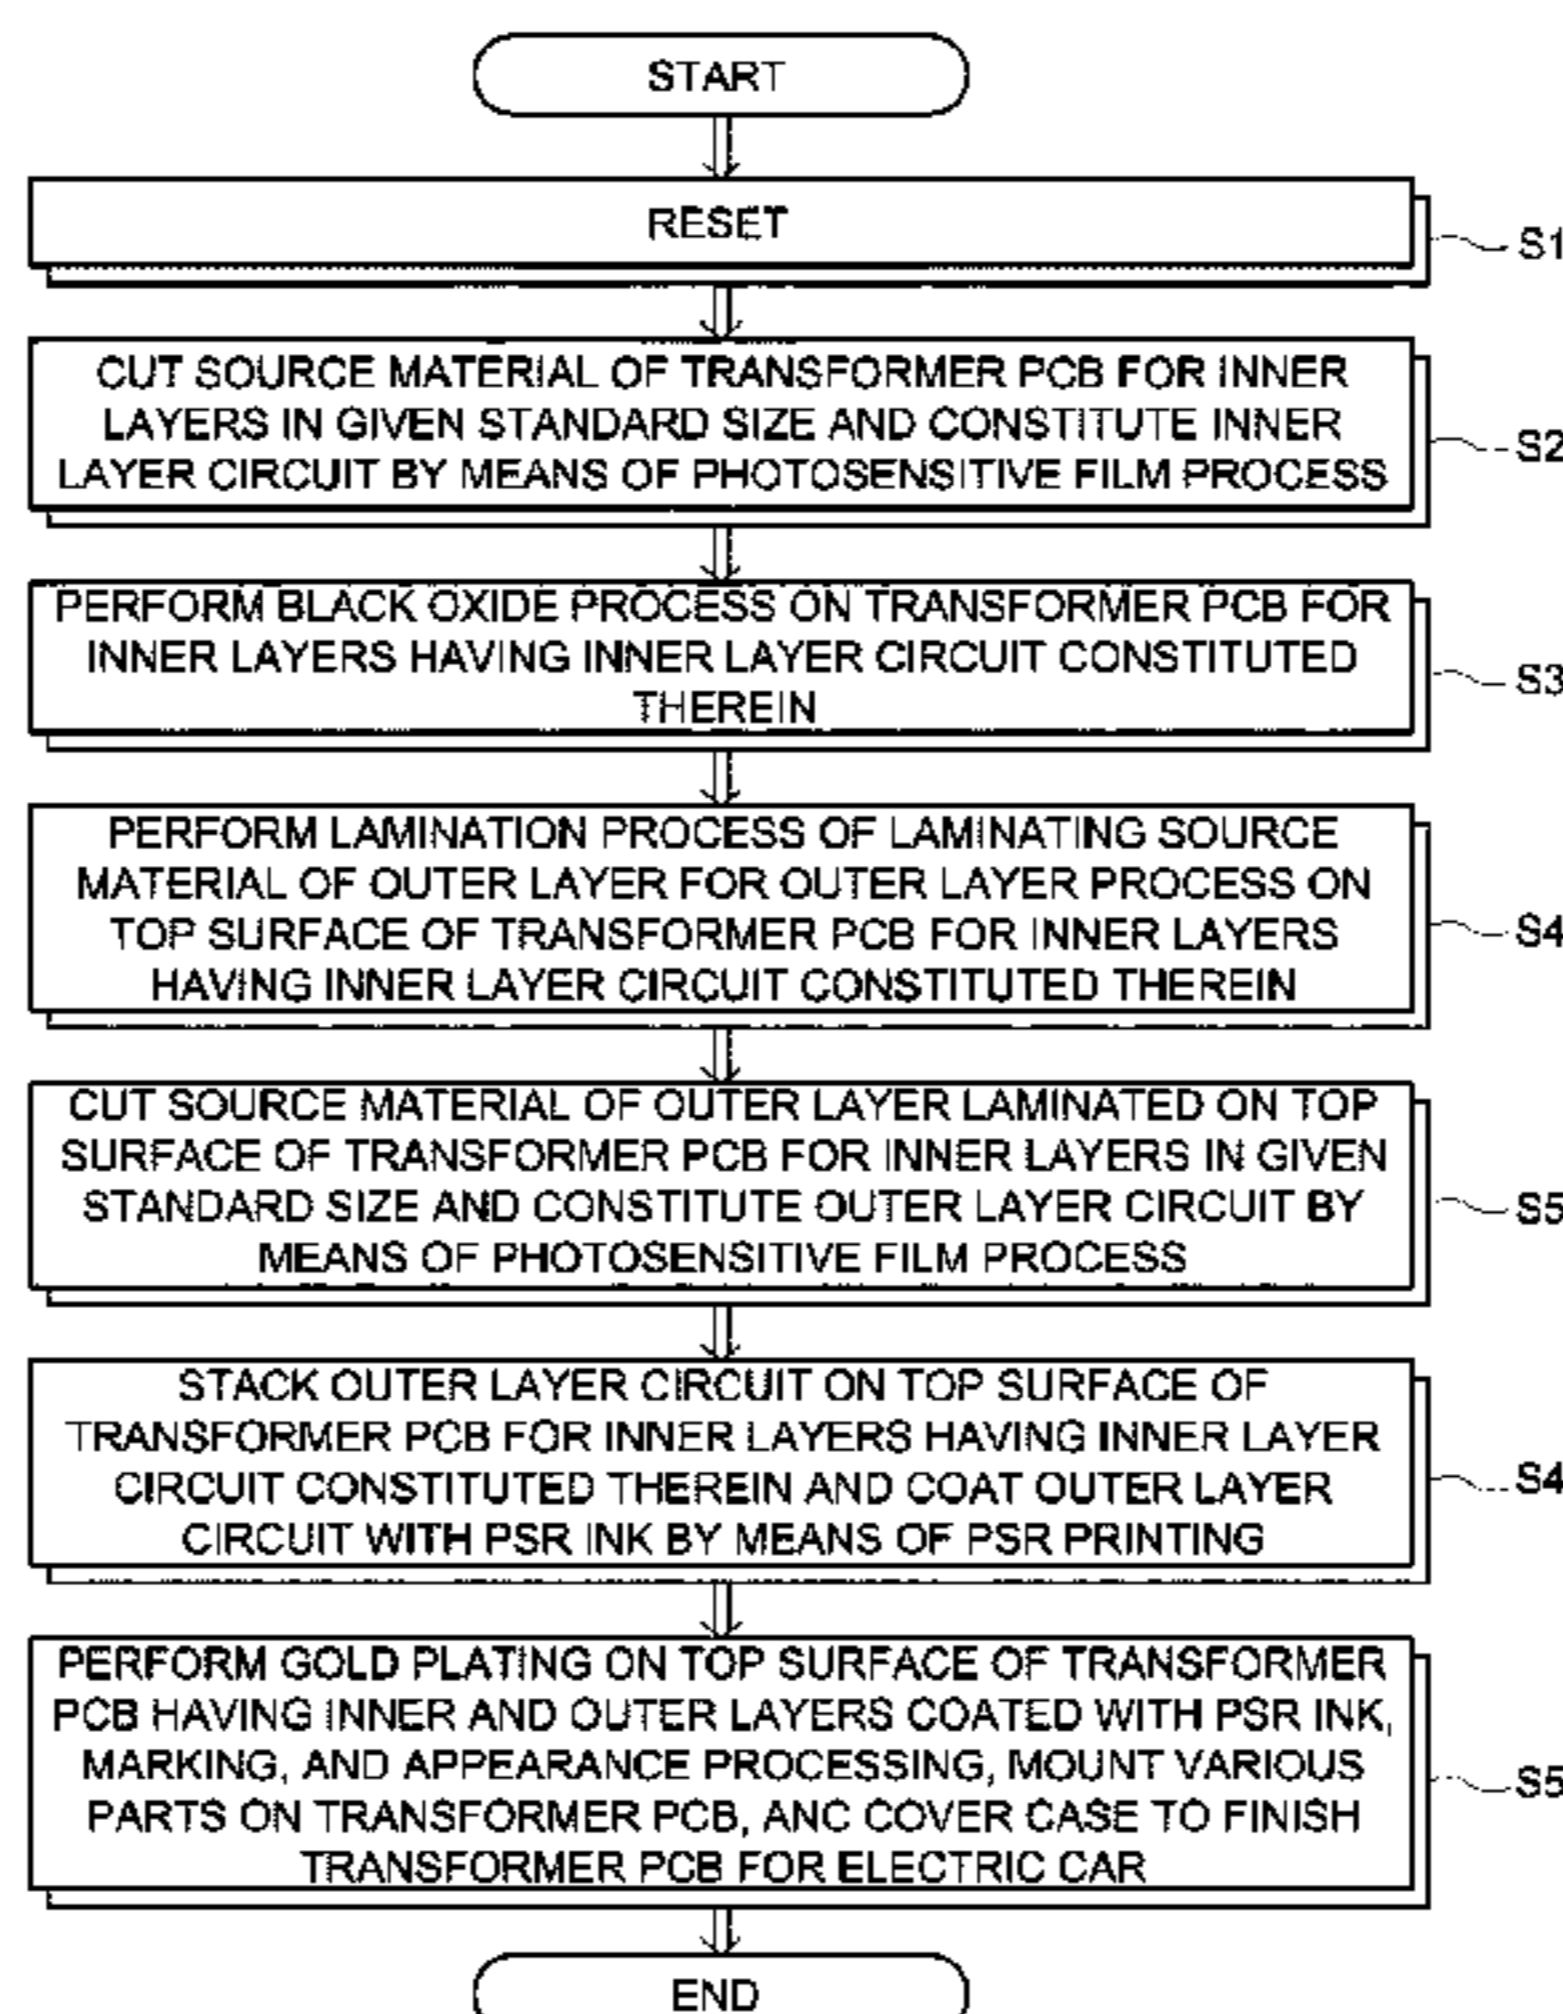 START
RESET
S1
CUT SOURCE MATERIAL OF TRANSFORMER PCB FOR INNER
LAYERS IN GIVEN STANDARD SIZE AND CONSTITUTE INNER
LAYER CIRCUIT BY MEANS OF PHOTOSENSITIVE FILM PROCESS
S2
PERFORM BLACK OXIDE PROCESS ON TRANSFORMER PCB FOR
INNER LAYERS HAVING INNER LAYER CIRCUIT CONSTITUTED
THEREIN
S3
PERFORM LAMINATION PROCESS OF LAMINATING SOURCE
MATERIAL OF OUTER LAYER FOR OUTER LAYER PROCESS ON
TOP SURFACE OF TRANSFORMER PCB FOR INNER LAYERS
HAVING INNER LAYER CIRCUIT CONSTITUTED THEREIN
S4
CUT SOURCE MATERIAL OF OUTER LAYER LAMINATED ON TOP
SURFACE OF TRANSFORMER PCB FOR INNER LAYERS IN GIVEN
STANDARD SIZE AND CONSTITUTE OUTER LAYER CIRCUIT BY
MEANS OF PHOTOSENSITIVE FILM PROCESS
S5
STACK OUTER LAYER CIRCUIT ON TOP SURFACE OF
TRANSFORMER PCB FOR INNER LAYERS HAVING INNER LAYER
CIRCUIT CONSTITUTED THEREIN AND COAT OUTER LAYER
CIRCUIT WITH PSR INK BY MEANS OF PSR PRINTING
S4
PERFORM GOLD PLATING ON TOP SURFACE OF TRANSFORMER
PCB HAVING INNER AND OUTER LAYERS COATED WITH PSR INK,
MARKING, AND APPEARANCE PROCESSING, MOUNT VARIOUS
PARTS ON TRANSFORMER PCB, ANC COVER CASE TO FINISH
TRANSFORMER PCB FOR ELECTRIC CAR
S5
END